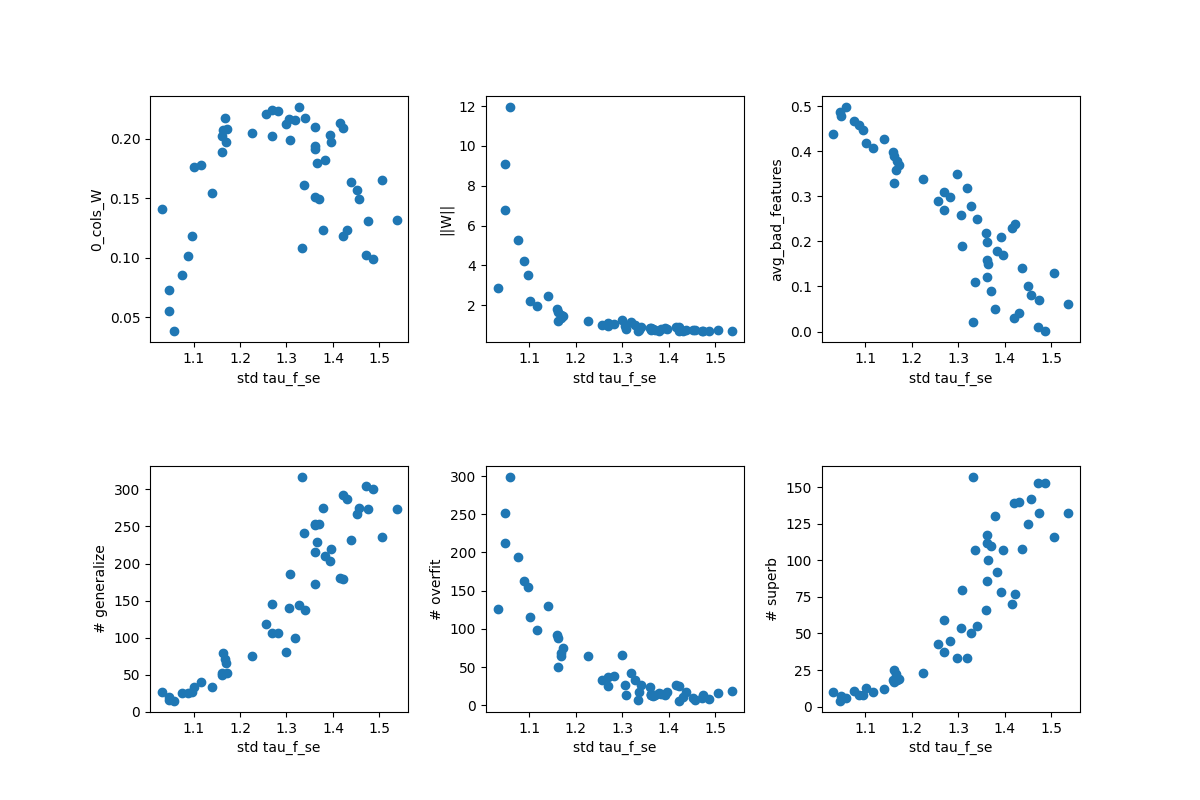 0_cols_W
0.20
0.15
0.10
0.05
1.1 1.2 1.3 1.4 1.5
std tau_f_se
||W||
12
10
8
6
4
2
1.1 1.2 1.3 1.4 1.5
std tau_f_se
avg_bad_features
0.5
0.4
0.3
0.2
0.1
0.0
1.1 1.2 1.3 1.4 1.5
std tau_f_se
# generalize
300
250
200
150
100
50
0
1.1 1.2 1.3 1.4 1.5
std tau_f_se
# overfit
300
250
200
150
100
50
0
1.1 1.2 1.3 1.4 1.5
std tau_f_se
# superb
150
125
100
75
50
25
0
1.1 1.2 1.3 1.4 1.5
std tau_f_se